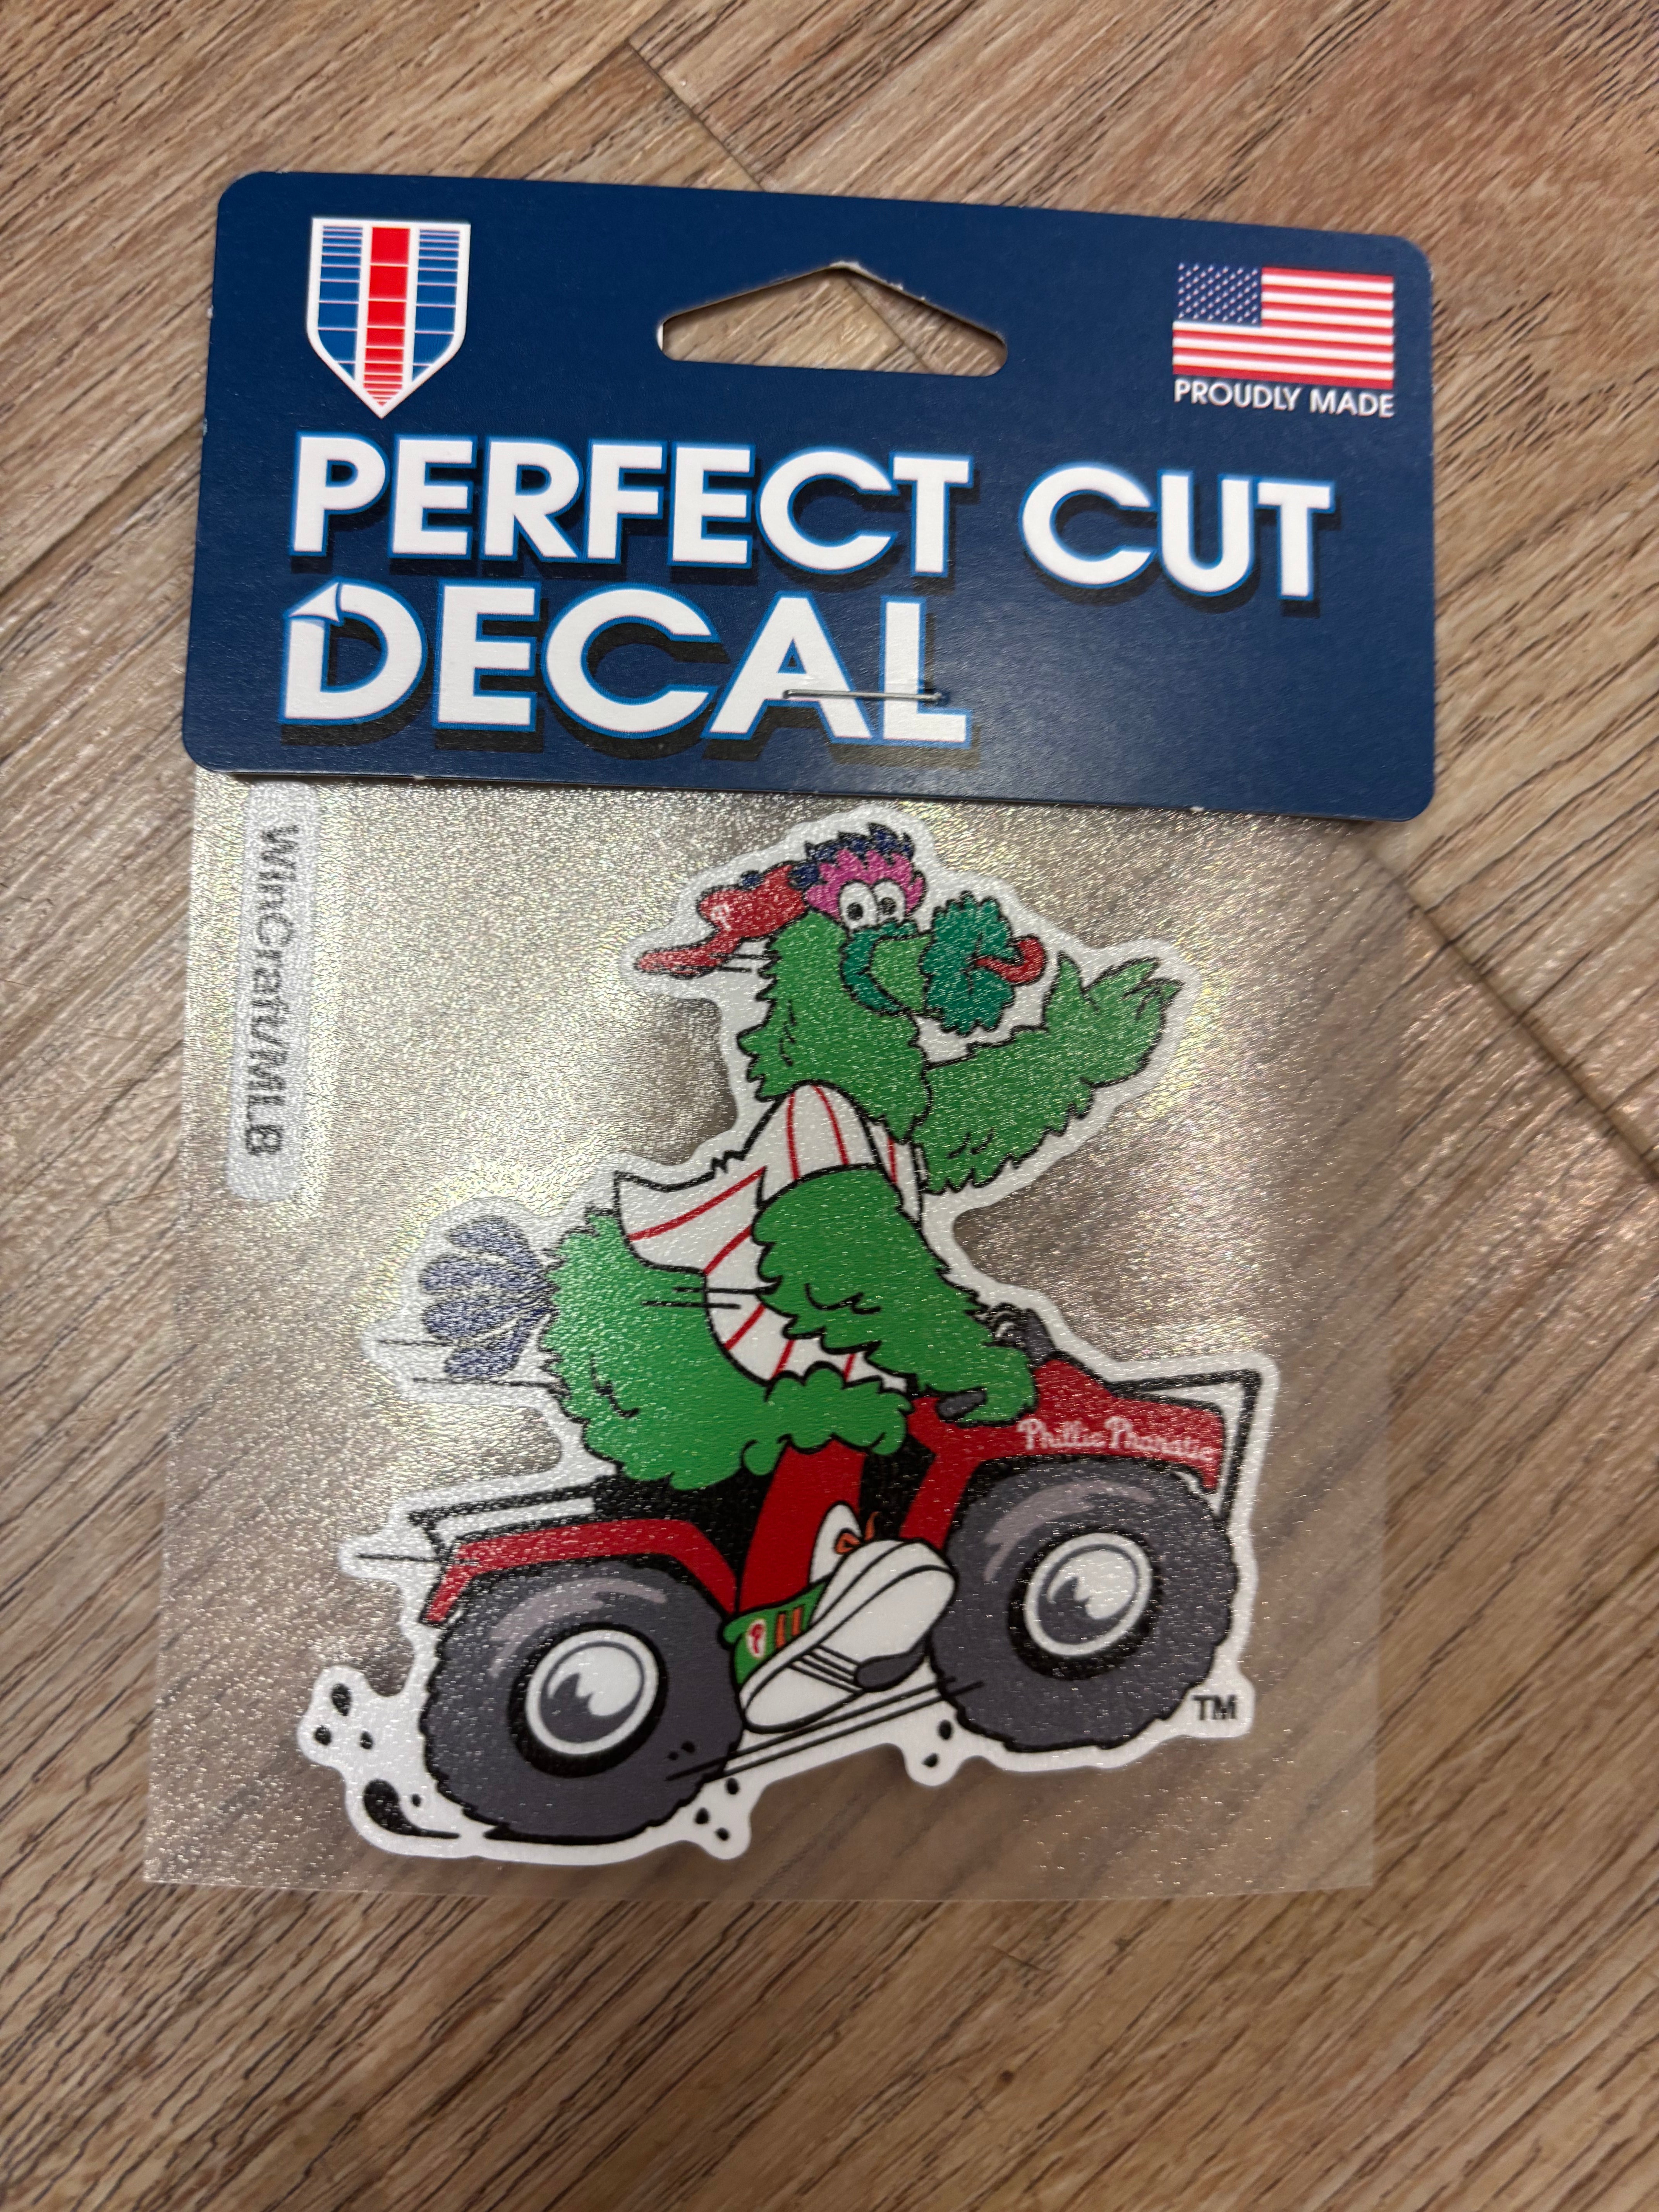 PROUDLY MADE
PERFECT CUT
DECAL
WinCraft/MLB
Phillie Phanatic
P
TM